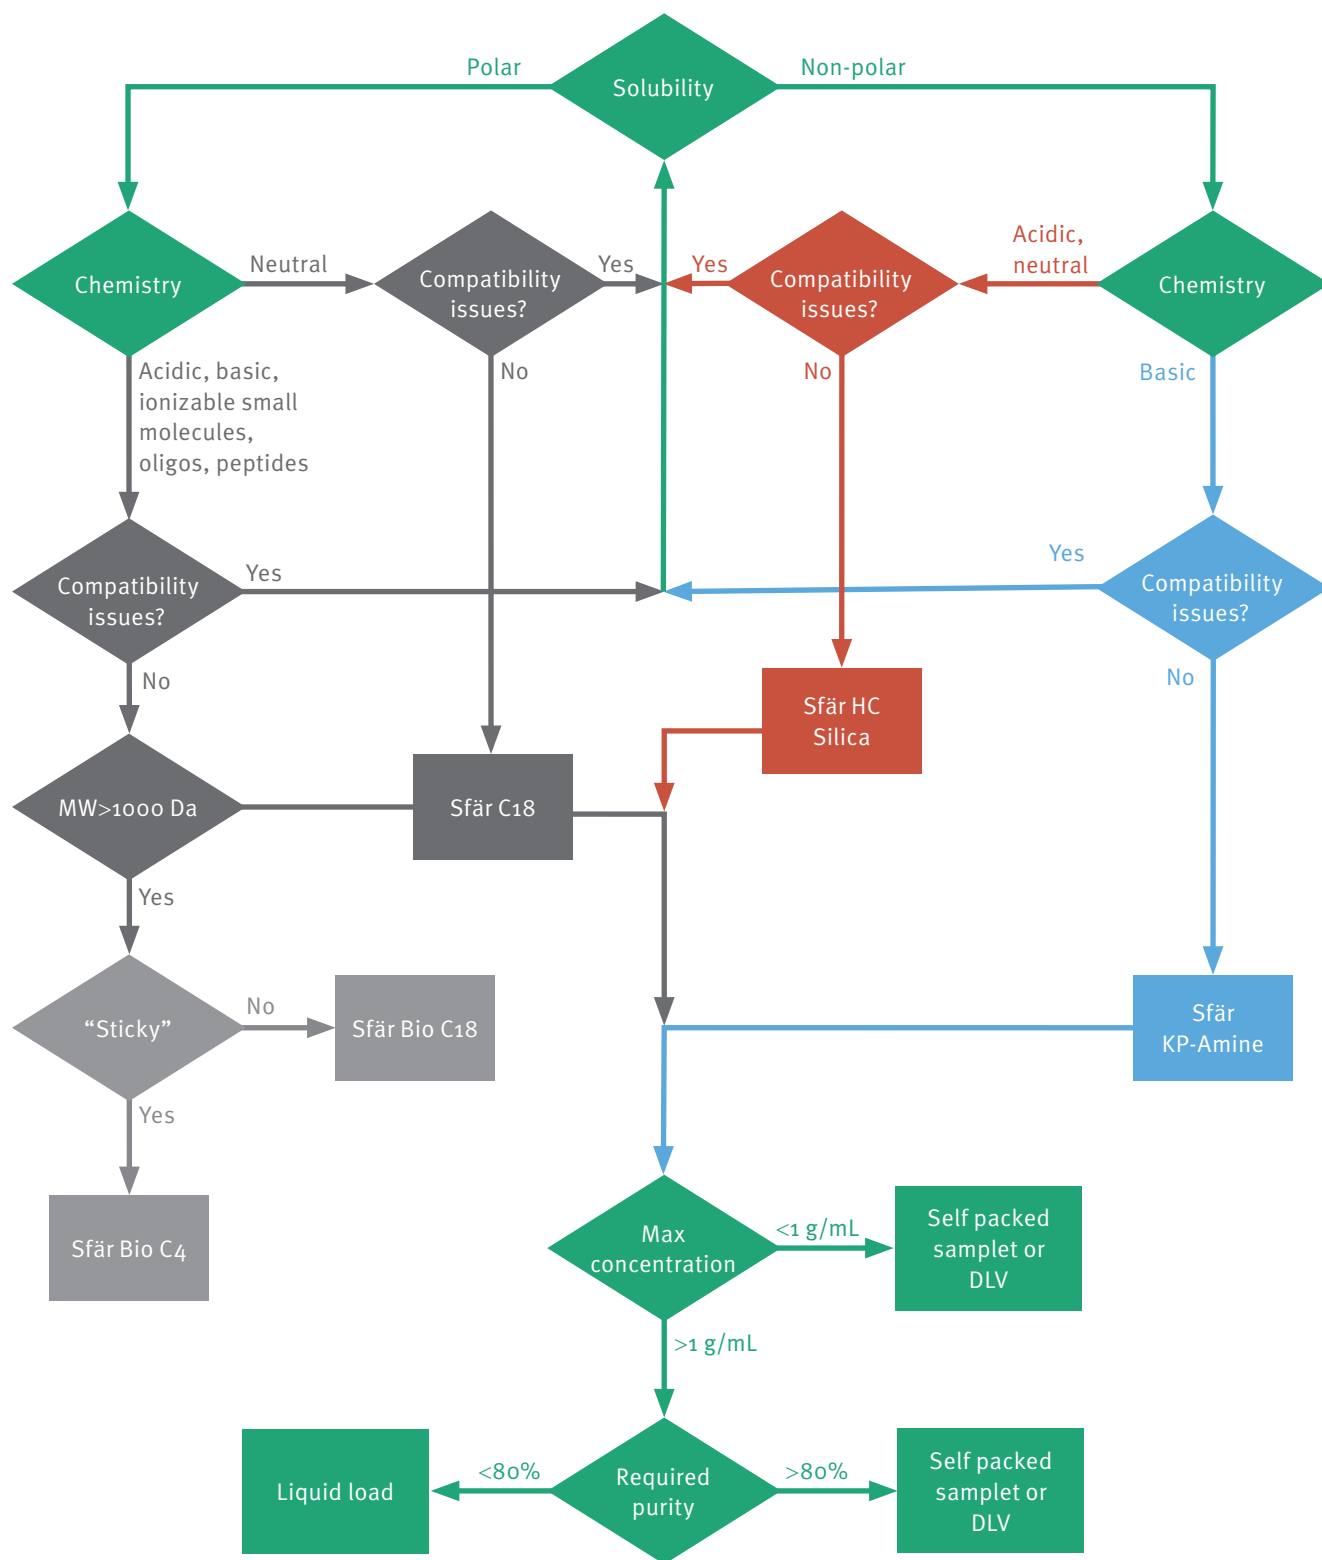 Polar
Solubility
Non-polar
Chemistry
Neutral
Compatibility
issues?
Yes
Yes
Compatibility
issues?
Acidic,
neutral
Chemistry
Acidic, basic,
ionizable small
molecules,
oligos, peptides
No
No
Basic
Compatibility
issues?
Yes
Yes
Compatibility
issues?
No
No
Sfär HC
Silica
MW>1000 Da
Sfär C18
Yes
"Sticky"
No
Sfär Bio C18
Sfär
KP-Amine
Yes
Sfär Bio C4
Max
concentration
<1 g/mL
Self packed
samplet or
DLV
>1 g/mL
Liquid load
<80%
Required
purity
>80%
Self packed
samplet or
DLV